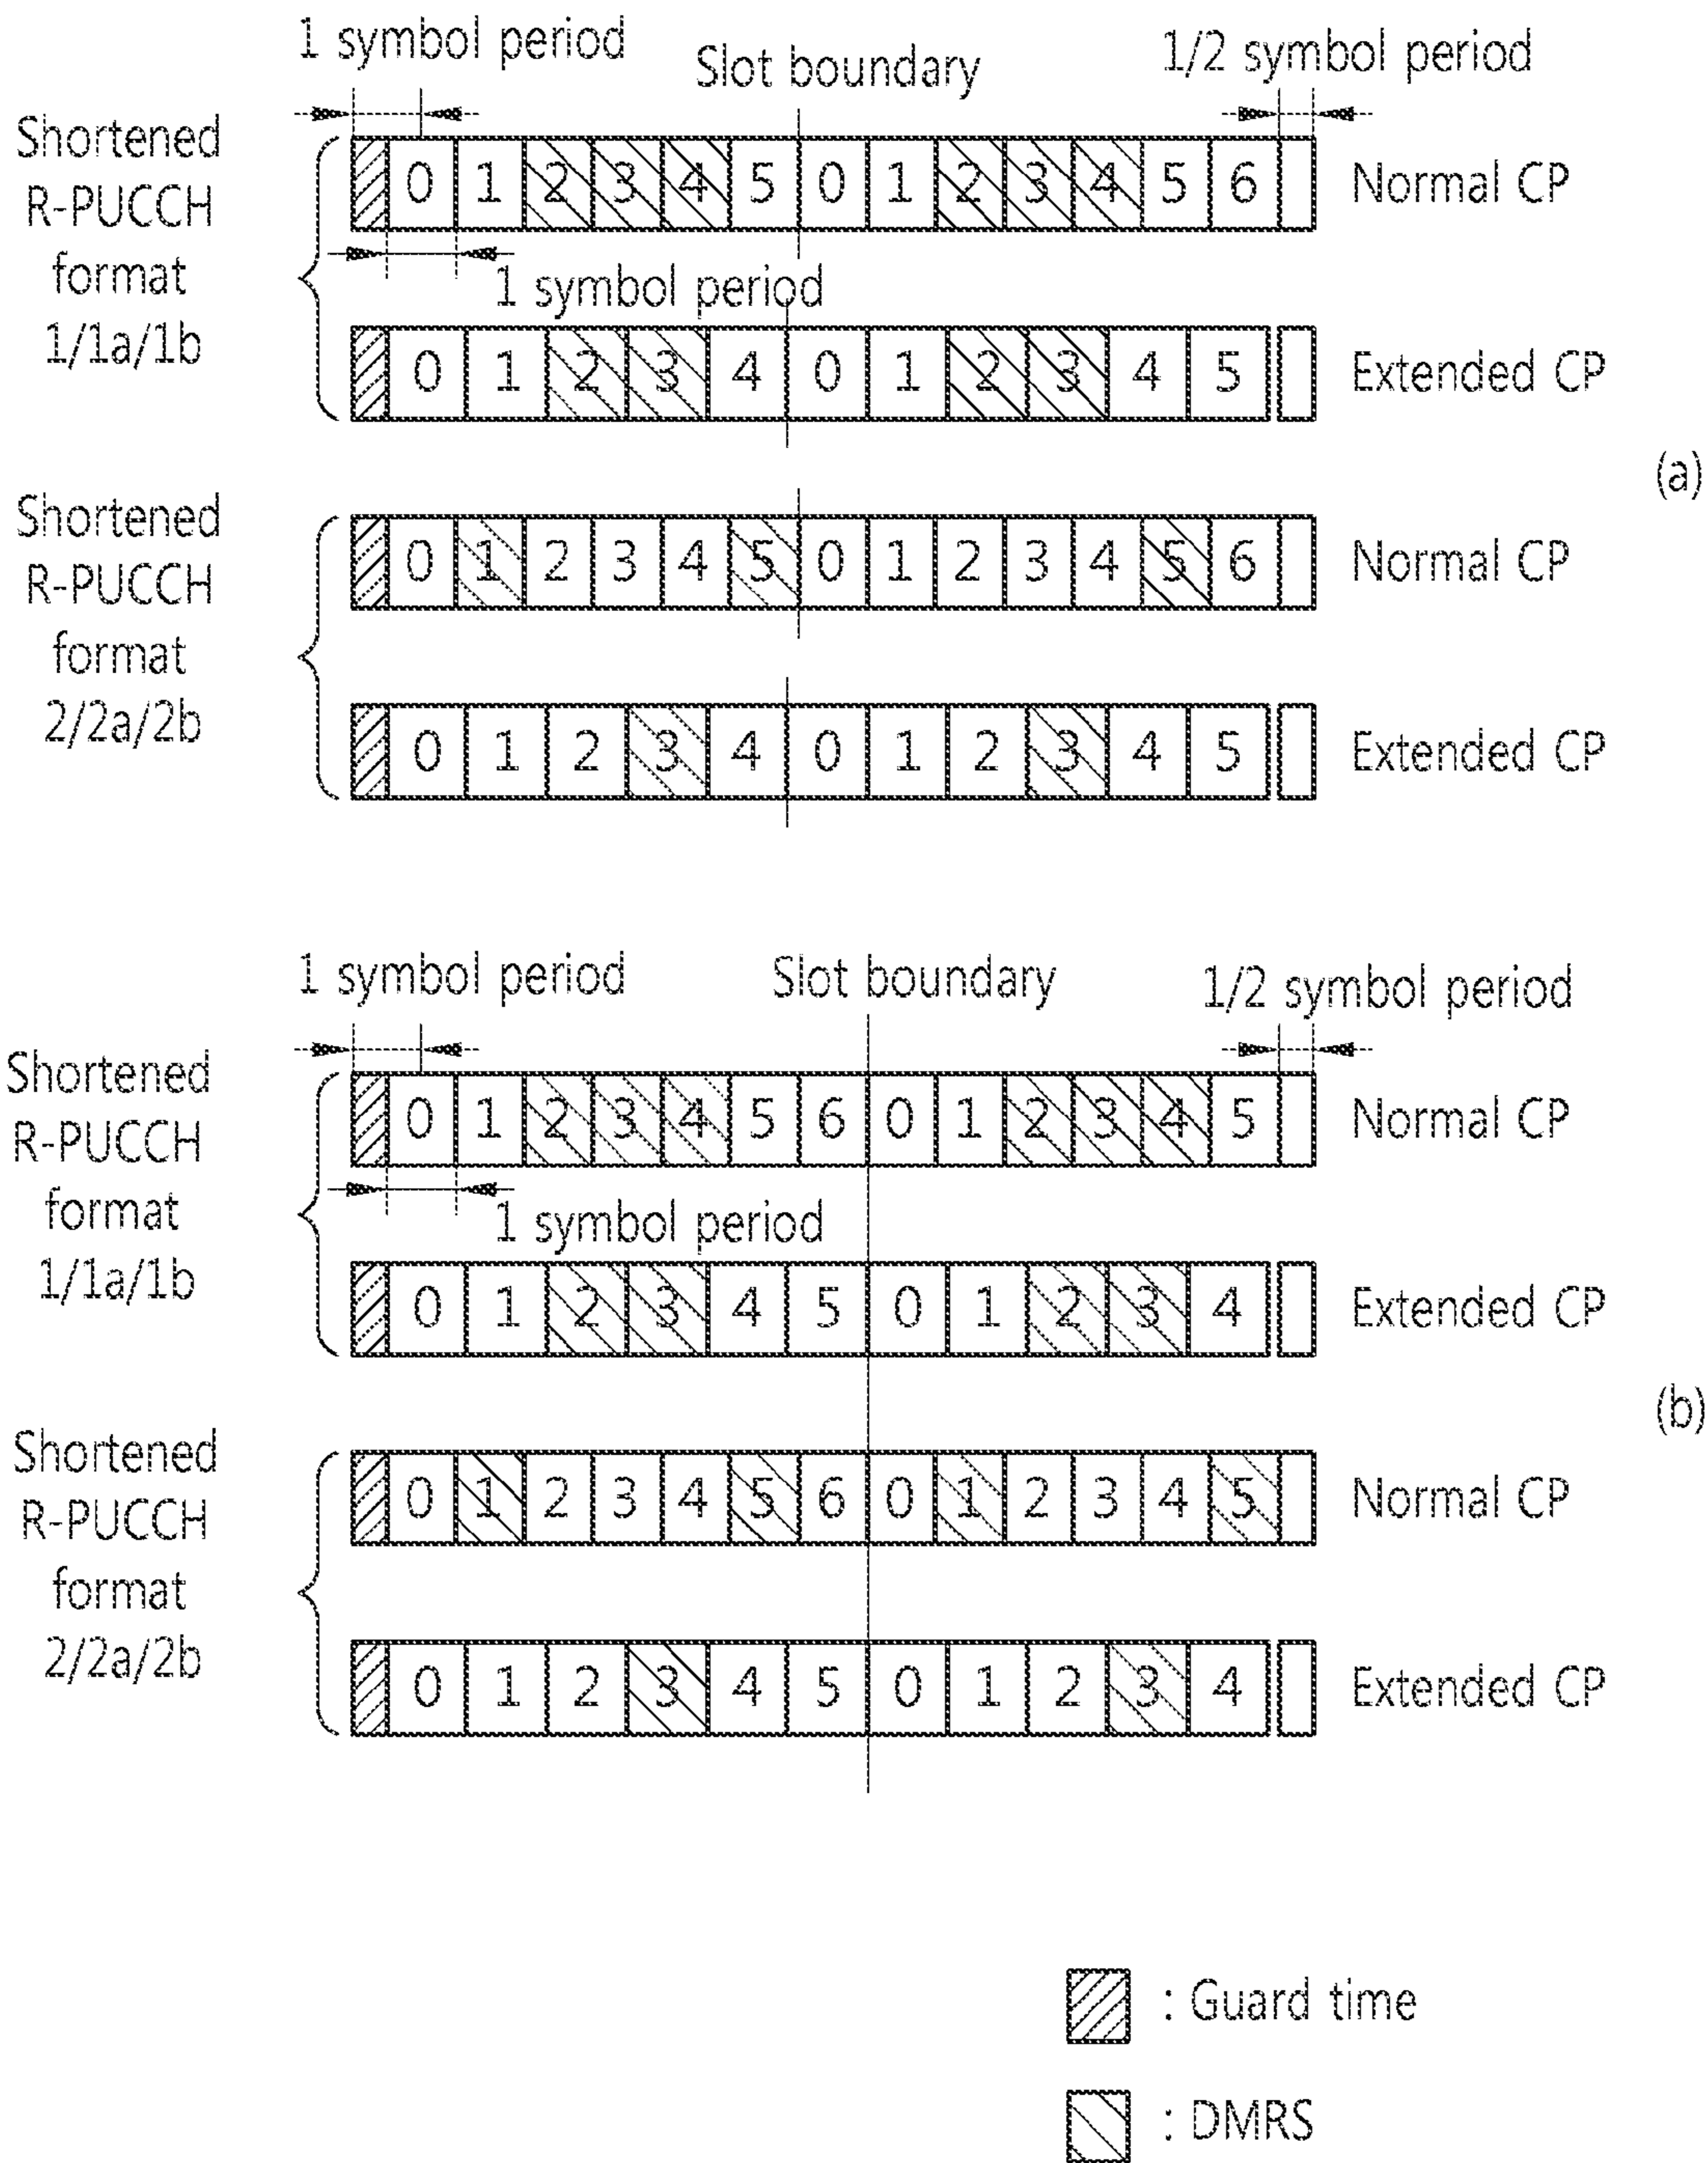 1 symbol period
Slot boundary
1/2 symbol period
Shortened
R-PUCCH
format
1/1a/1b
0 1 2 3 4 5 0 1 2 3 4 5 6
Normal CP
1 symbol period
0 1 2 3 4 0 1 2 3 4 5
Extended CP
(a)
Shortened
R-PUCCH
format
2/2a/2b
0 1 2 3 4 5 0 1 2 3 4 5 6
Normal CP
0 1 2 3 4 0 1 2 3 4 5
Extended CP
1 symbol period
Slot boundary
1/2 symbol period
Shortened
R-PUCCH
format
1/1a/1b
0 1 2 3 4 5 6 0 1 2 3 4 5
Normal CP
1 symbol period
0 1 2 3 4 5 0 1 2 3 4
Extended CP
(b)
Shortened
R-PUCCH
format
2/2a/2b
0 1 2 3 4 5 6 0 1 2 3 4 5
Normal CP
0 1 2 3 4 5 0 1 2 3 4
Extended CP
: Guard time
: DMRS